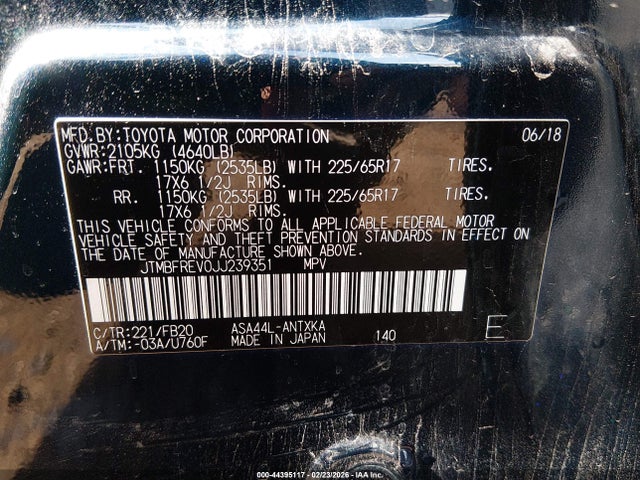 MFD.BY:TOYOTA MOTOR CORPORATION 06/18
GVWR:2105KG (4640LB)
GAWR:FRT. 1150KG (2535LB) WITH 225/65R17 TIRES.
17X6 1/2J RIMS.
RR. 1150KG (2535LB) WITH 225/65R17 TIRES.
17X6 1/2J RIMS.
THIS VEHICLE CONFORMS TO ALL APPLICABLE FEDERAL MOTOR
VEHICLE SAFETY AND THEFT PREVENTION STANDARDS IN EFFECT ON
THE DATE OF MANUFACTURE SHOWN ABOVE.
JTMBFREV0JJ239351 MPV
C/TR:221/FB20 ASA44L-ANTXKA
A/TM:-03A/U760F MADE IN JAPAN 140 E
000-44395117 - 02/23/2026 - IAA Inc.